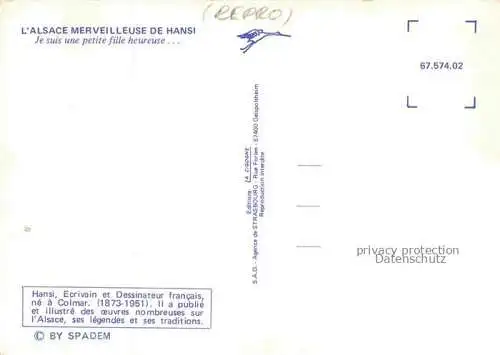 (REPRO)
L'ALSACE MERVEILLEUSE DE HANSI
Je suis une petite fille heureuse . . .
67.574.02
Editions LA CIGOGNE
S.A.D. - Agence de STRASBOURG - Rue Forlen - 67400 Geispolsheim
Reproduction interdite
privacy protection
Datenschutz
Hansi, Ecrivain et Dessinateur français,
né à Colmar. (1873-1951). Il a publié
et illustré des œuvres nombreuses sur
l'Alsace, ses légendes et ses traditions.
© BY SPADEM